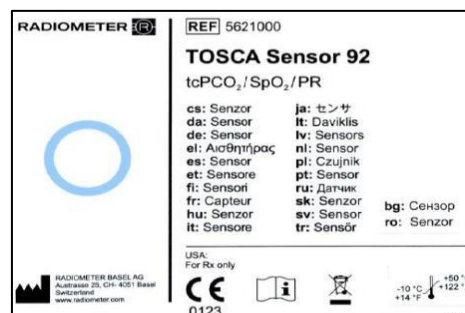 RADIOMETER R
REF 5621000
TOSCA Sensor 92
tcPCO₂/SpO₂/PR
cs: Senzor
da: Sensor
de: Sensor
el: Αισθητήρας
es: Sensor
et: Sensore
fi: Sensori
fr: Capteur
hu: Senzor
it: Sensore
ja: センサ
lt: Daviklis
lv: Sensors
nl: Sensor
pl: Czujnik
pt: Sensor
ru: Датчик
sk: Senzor
sv: Sensor
tr: Sensör
bg: Сензор
ro: Senzor
USA:
For Rx only
CE
0123
i
-10 °C
+14 °F
+50 °
+122 °
RADIOMETER BASEL AG
Austrasse 25, CH- 4051 Basel
Switzerland
www.radiometer.com